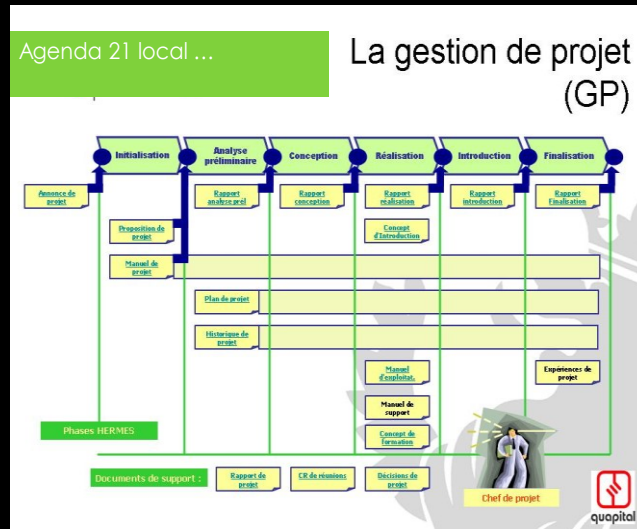 Agenda 21 local ...
La gestion de projet
(GP)
Initialisation
Analyse
préliminaire
Conception
Réalisation
Introduction
Finalisation
Annonce de
projet
Rapport
analyse prél
Rapport
conception
Rapport
réalisation
Rapport
introduction
Rapport
Finalisation
Proposition de
projet
Concept
d'Introduction
Manuel de
projet
Plan de projet
Historique de
projet
Manuel
d'exploitat.
Expériences de
projet
Manuel de
support
Phases HERMES
Concept de
formation
Documents de support :
Rapport de
projet
CR de réunions
Décisions de
projet
Chef de projet
quapital